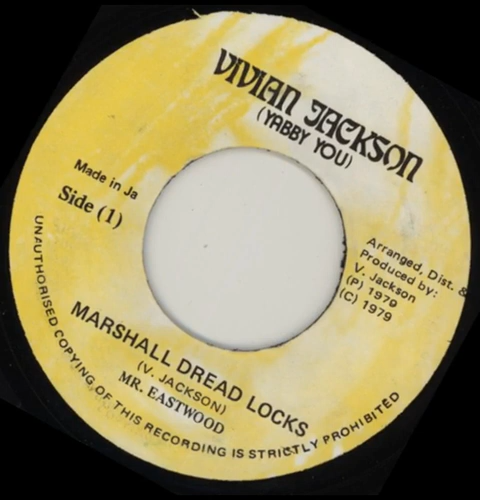 VIVIAN JACKSON
(YABBY YOU)
Made in Ja
Side (1)
Arranged, Dist. &
Produced by:
V. Jackson
(P) 1979
(C) 1979
MARSHALL DREAD LOCKS
(V. JACKSON)
MR. EASTWOOD
UNAUTHORISED COPYING OF THIS RECORDING IS STRICTLY PROHIBITED